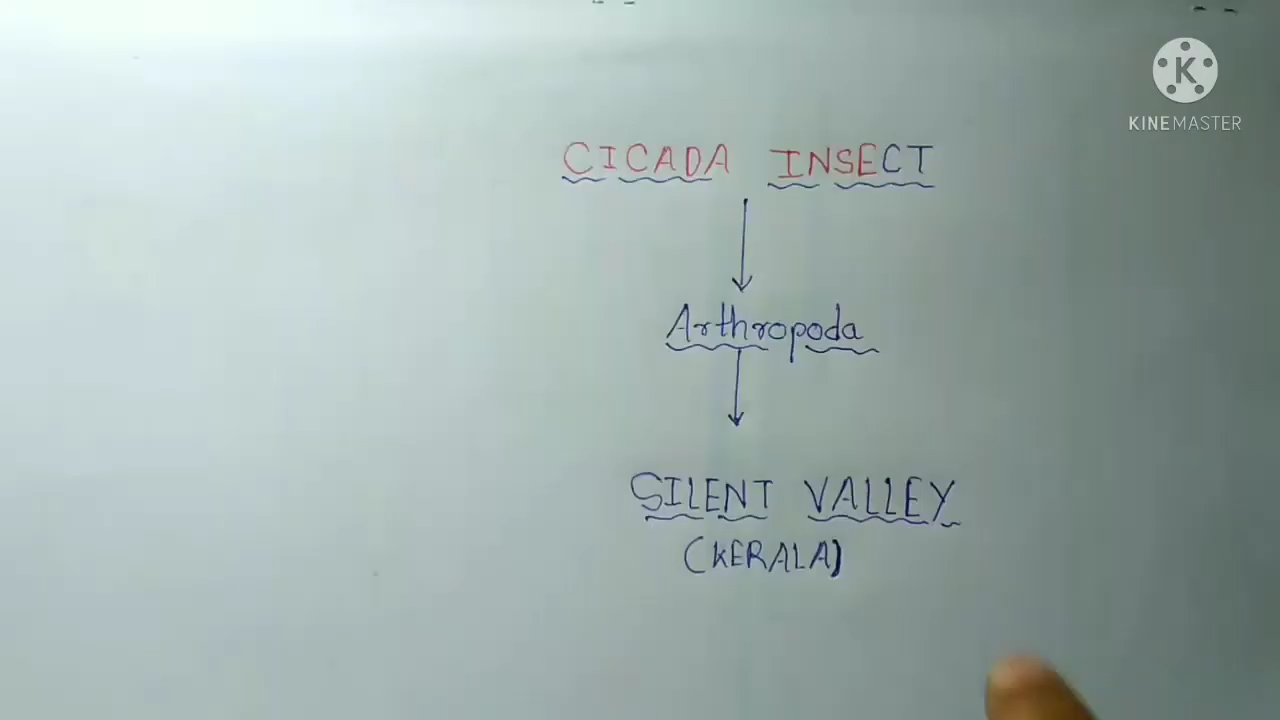 CICADA INSECT
Arthropoda
SILENT VALLEY
(KERALA)
K
KINEMASTER